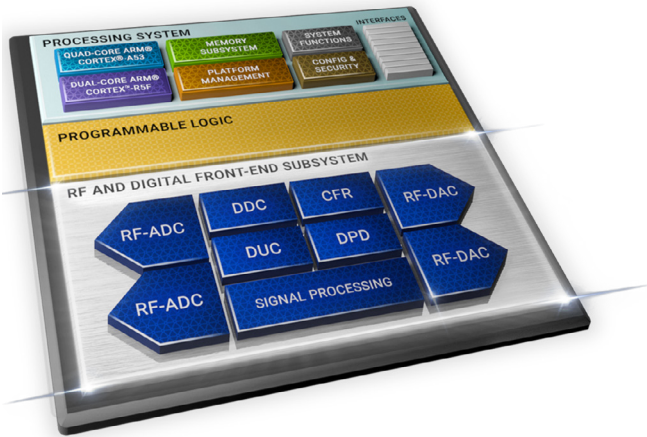 PROCESSING SYSTEM
INTERFACES
QUAD-CORE ARM®
CORTEX®-A53
MEMORY
SUBSYSTEM
SYSTEM
FUNCTIONS
DUAL-CORE ARM®
CORTEX®-R5F
PLATFORM
MANAGEMENT
CONFIG &
SECURITY
PROGRAMMABLE LOGIC
RF AND DIGITAL FRONT-END SUBSYSTEM
RF-ADC
DDC
CFR
RF-DAC
DUC
DPD
RF-ADC
SIGNAL PROCESSING
RF-DAC